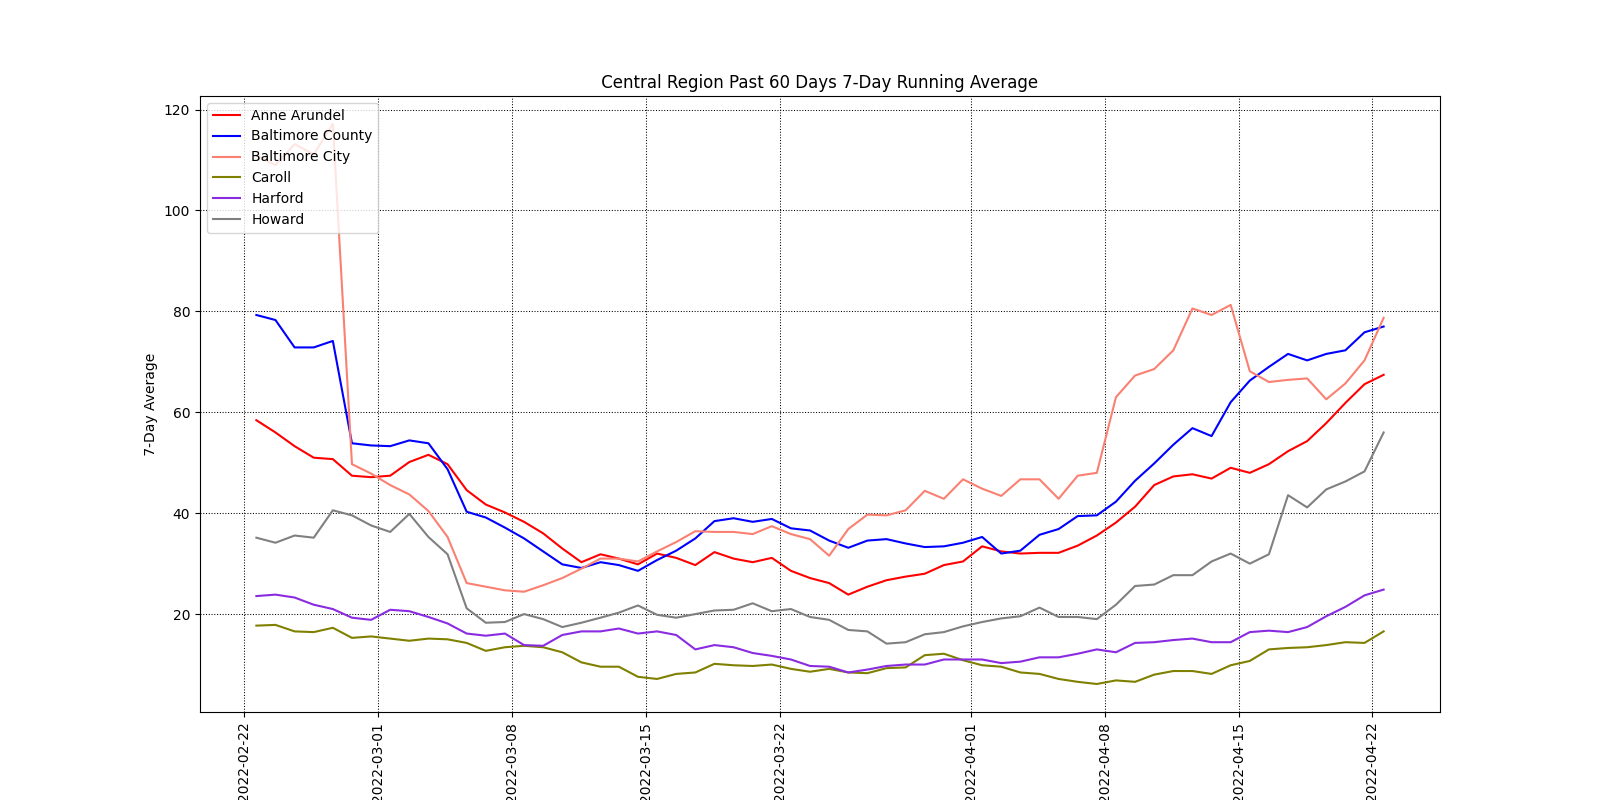 Central Region Past 60 Days 7-Day Running Average
120
100
80
60
40
20
7-Day Average
Anne Arundel
Baltimore County
Baltimore City
Caroll
Harford
Howard
2022-02-22
2022-03-01
2022-03-08
2022-03-15
2022-03-22
2022-04-01
2022-04-08
2022-04-15
2022-04-22